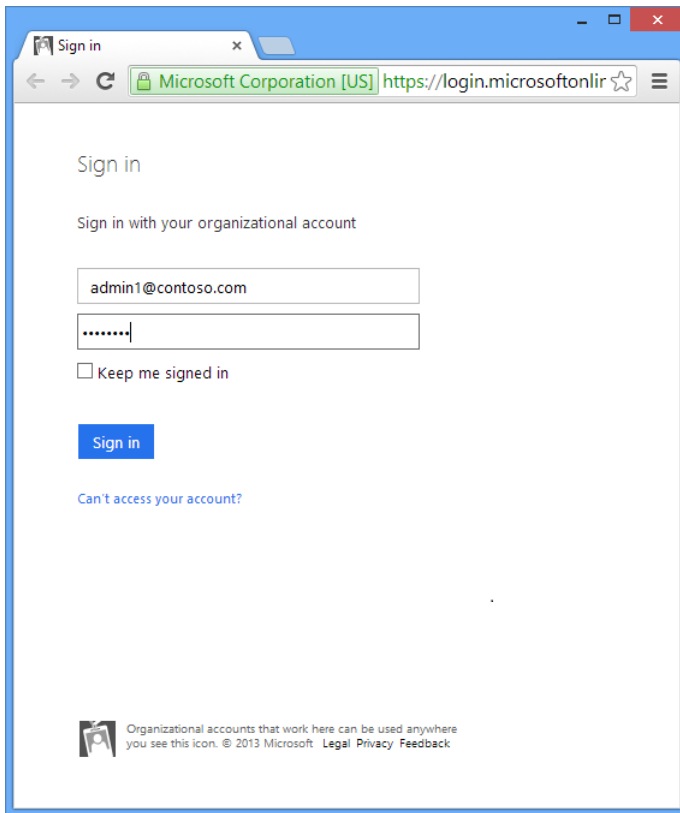 Sign in
Microsoft Corporation [US] https://login.microsoftonlir
Sign in
Sign in with your organizational account
admin1@contoso.com
••••••••
Keep me signed in
Sign in
Can't access your account?
Organizational accounts that work here can be used anywhere
you see this icon. © 2013 Microsoft Legal Privacy Feedback